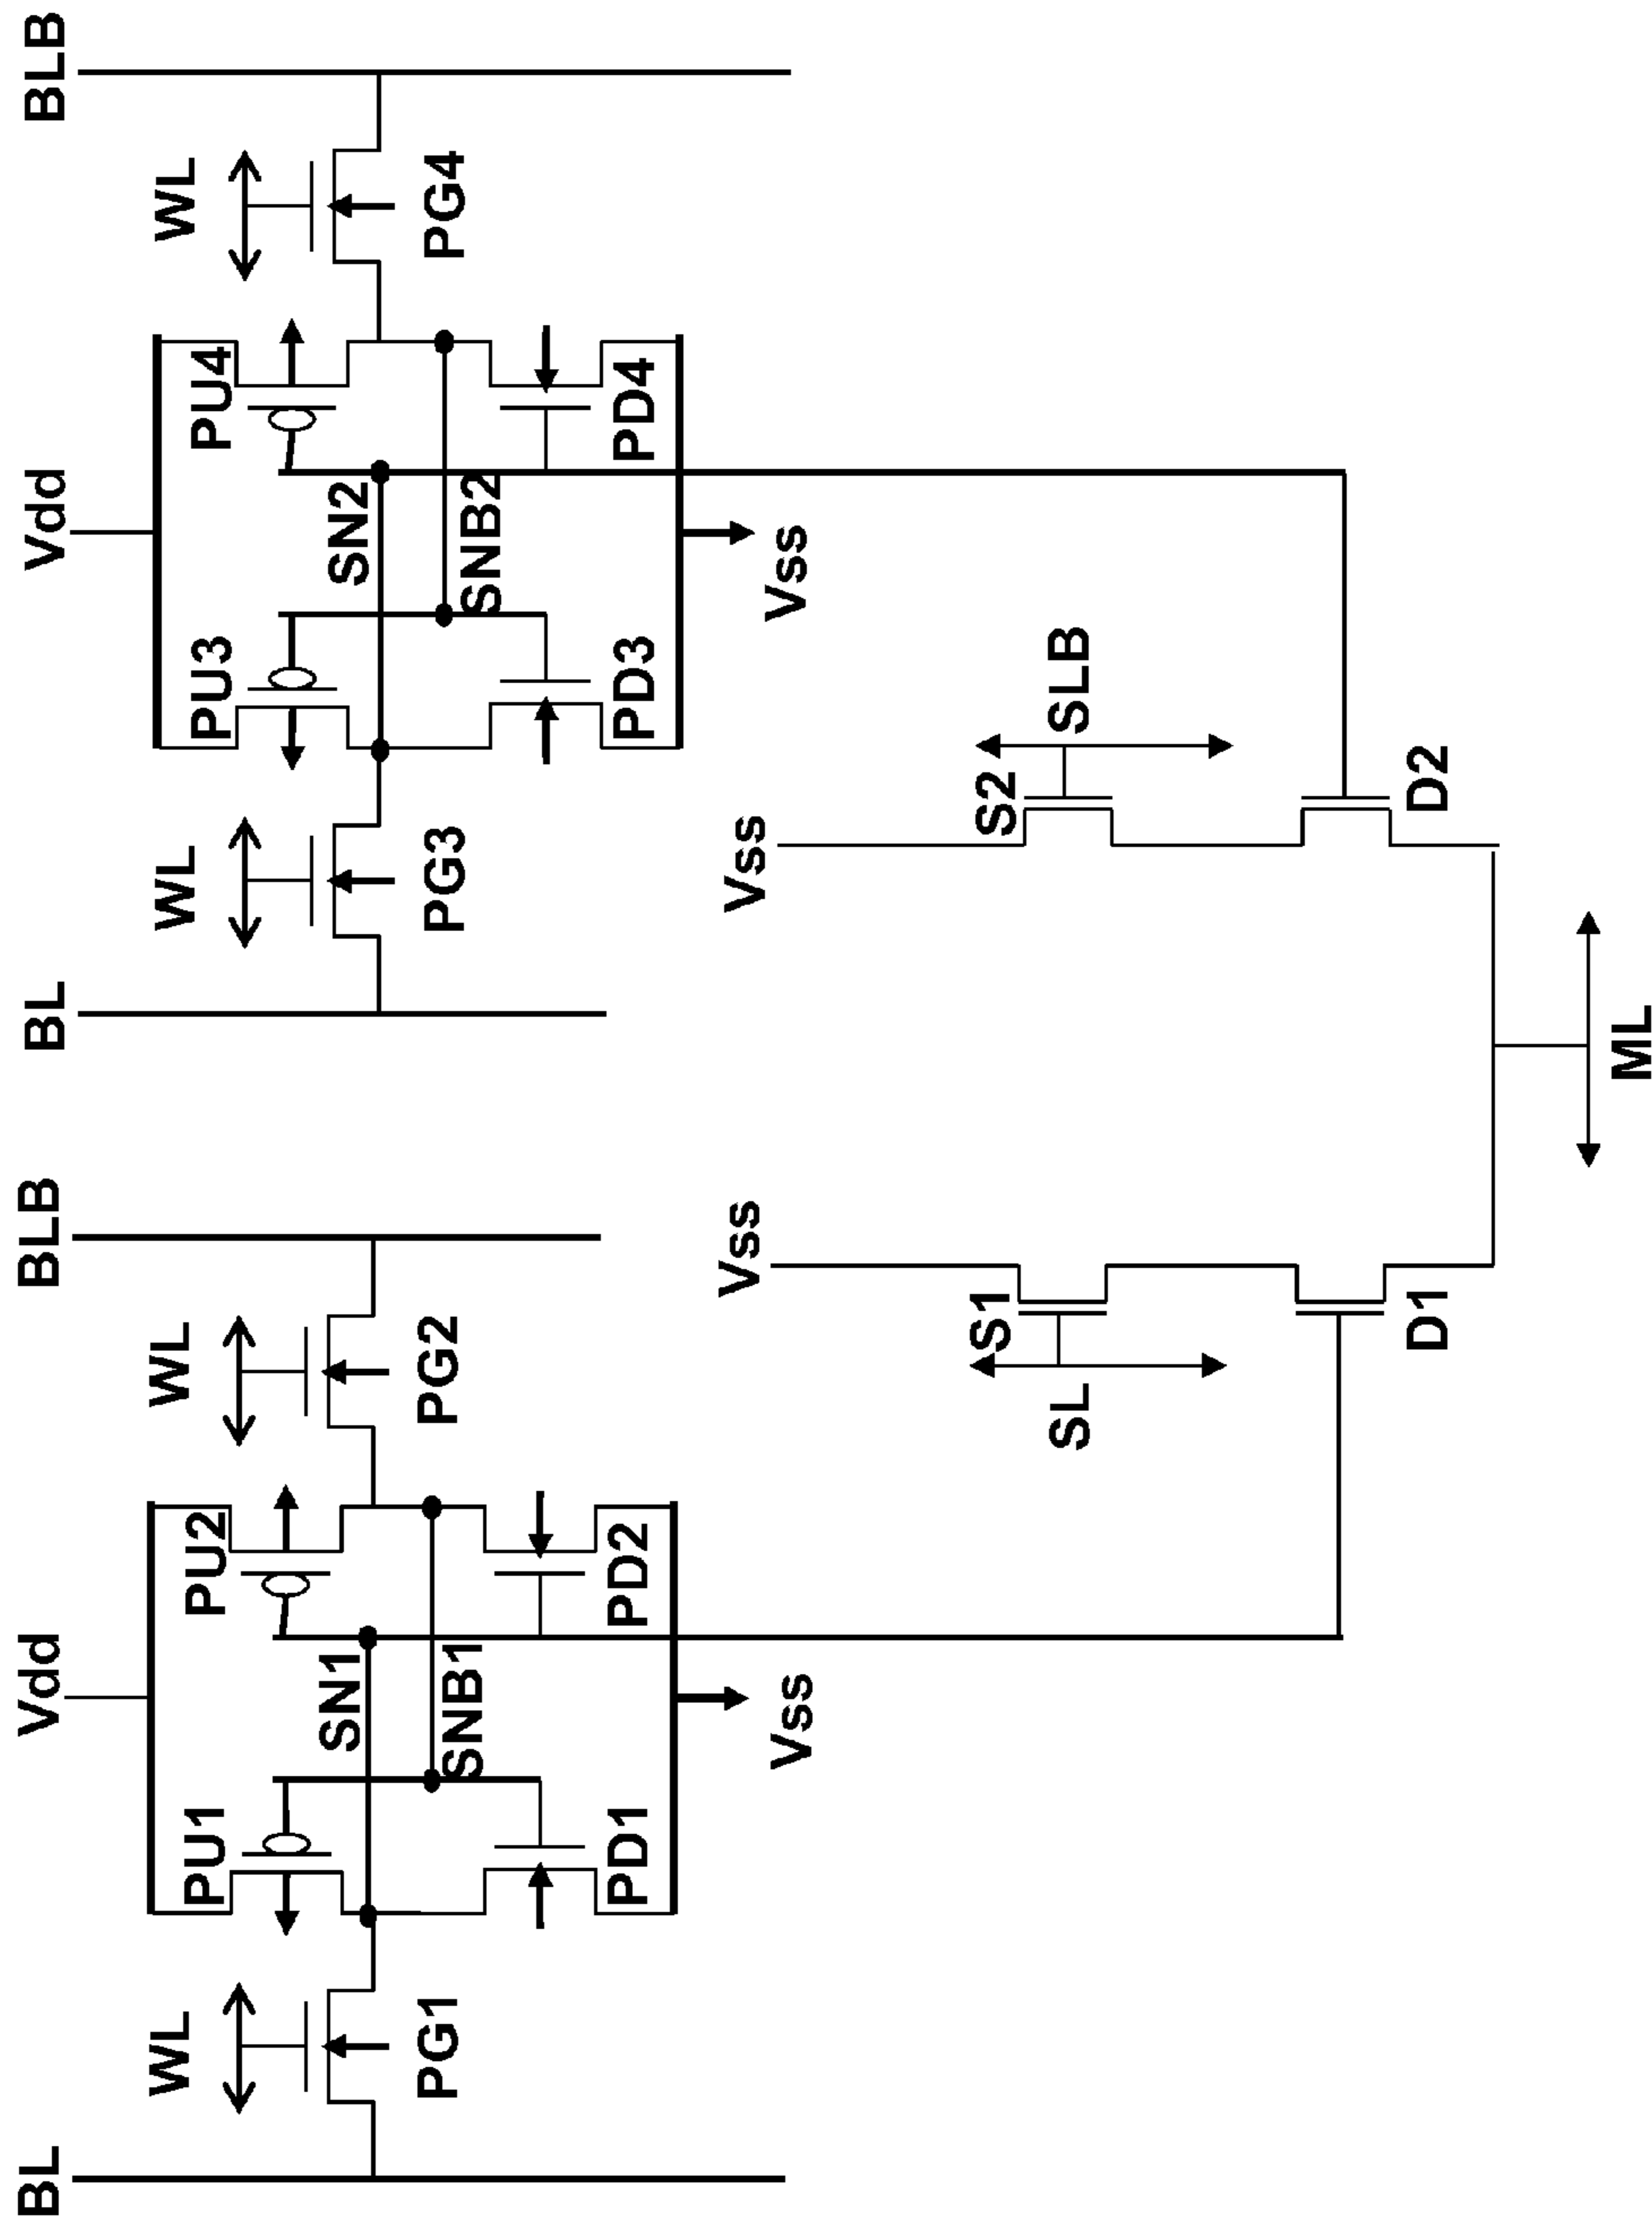 BL
Vdd
BLB
BL
Vdd
BLB
WL
PU1
PU2
WL
WL
PU3
PU4
WL
SN1
SN2
PG1
SNB1
PG2
PG3
SNB2
PG4
PD1
PD2
PD3
PD4
Vss
Vss
Vss
Vss
S1
S2
SL
SLB
D1
D2
ML